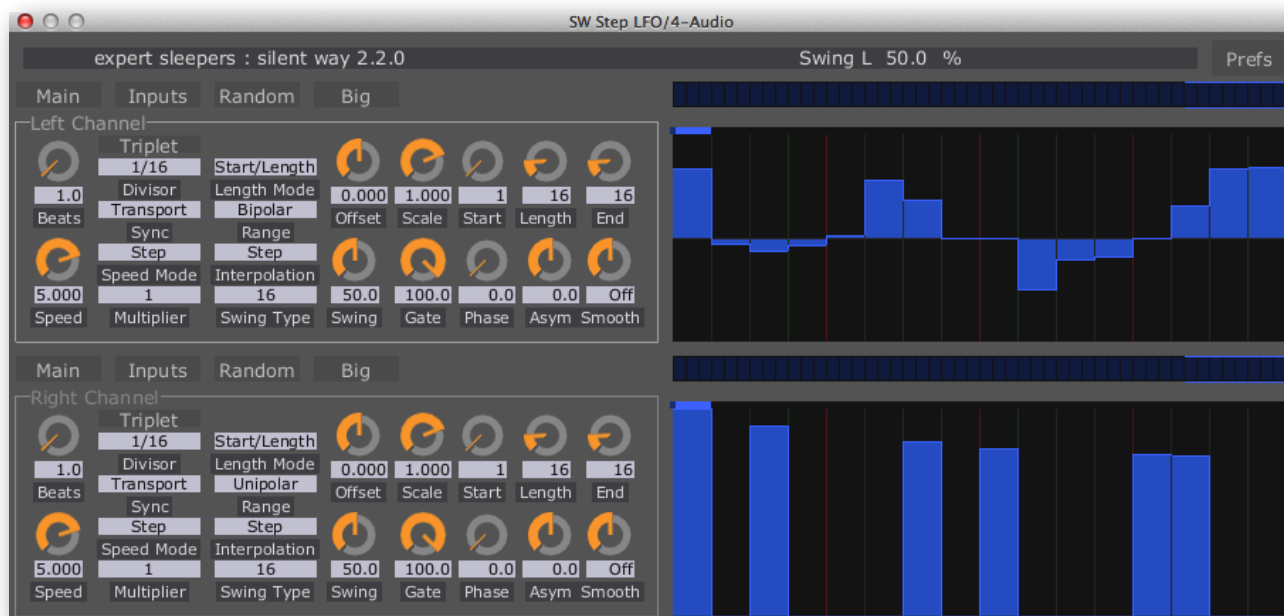 SW Step LFO/4-Audio
expert sleepers : silent way 2.2.0 Swing L 50.0 % Prefs
Main Inputs Random Big
Left Channel
Triplet
1/16 Start/Length
1.0 Divisor Length Mode 0.000 1.000 1 16 16
Beats Transport Bipolar Offset Scale Start Length End
Sync Range
Step Step
Speed Mode Interpolation
5.000 1 16 50.0 100.0 0.0 0.0 Off
Speed Multiplier Swing Type Swing Gate Phase Asym Smooth
Main Inputs Random Big
Right Channel
Triplet
1/16 Start/Length
1.0 Divisor Length Mode 0.000 1.000 1 16 16
Beats Transport Unipolar Offset Scale Start Length End
Sync Range
Step Step
Speed Mode Interpolation
5.000 1 16 50.0 100.0 0.0 0.0 Off
Speed Multiplier Swing Type Swing Gate Phase Asym Smooth